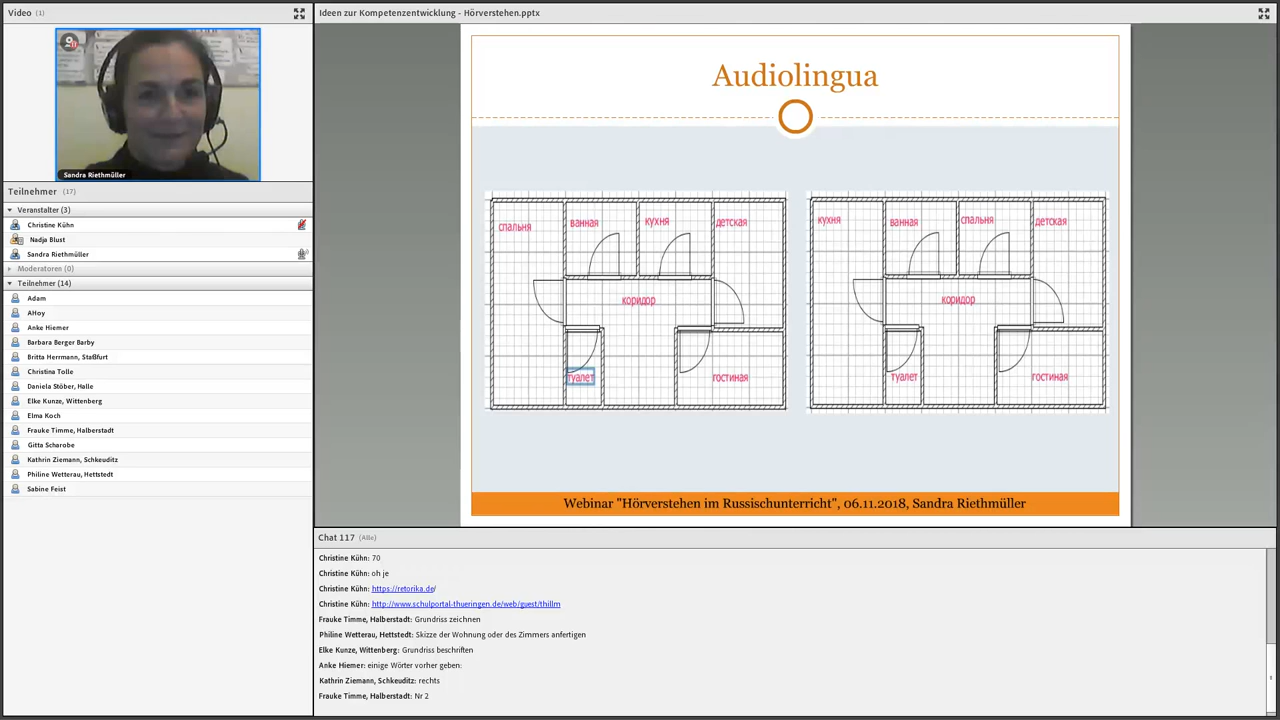 Video (1)
Sandra Riethmüller
Teilnehmer (17)
Veranstalter (3)
Christine Kühn
Nadja Blust
Sandra Riethmüller
Moderatoren (0)
Teilnehmer (14)
Adam
AHoy
Anke Hiemer
Barbara Berger Barby
Britta Herrmann, Staßfurt
Christina Tolle
Daniela Stöber, Halle
Elke Kunze, Wittenberg
Elma Koch
Frauke Timme, Halberstadt
Gitta Scharobe
Kathrin Ziemann, Schkeuditz
Philine Wetterau, Hettstedt
Sabine Feist
Ideen zur Kompetenzentwicklung - Hörverstehen.pptx
Audiolingua
спальня ванная кухня детская
коридор
туалет гостиная
кухня ванная спальня детская
коридор
туалет гостиная
Webinar "Hörverstehen im Russischunterricht", 06.11.2018, Sandra Riethmüller
Chat 117 (Alle)
Christine Kühn: 70
Christine Kühn: oh je
Christine Kühn: https://retorika.de/
Christine Kühn: http://www.schulportal-thueringen.de/web/guest/thillm
Frauke Timme, Halberstadt: Grundriss zeichnen
Philine Wetterau, Hettstedt: Skizze der Wohnung oder des Zimmers anfertigen
Elke Kunze, Wittenberg: Grundriss beschriften
Anke Hiemer: einige Wörter vorher geben:
Kathrin Ziemann, Schkeuditz: rechts
Frauke Timme, Halberstadt: Nr 2